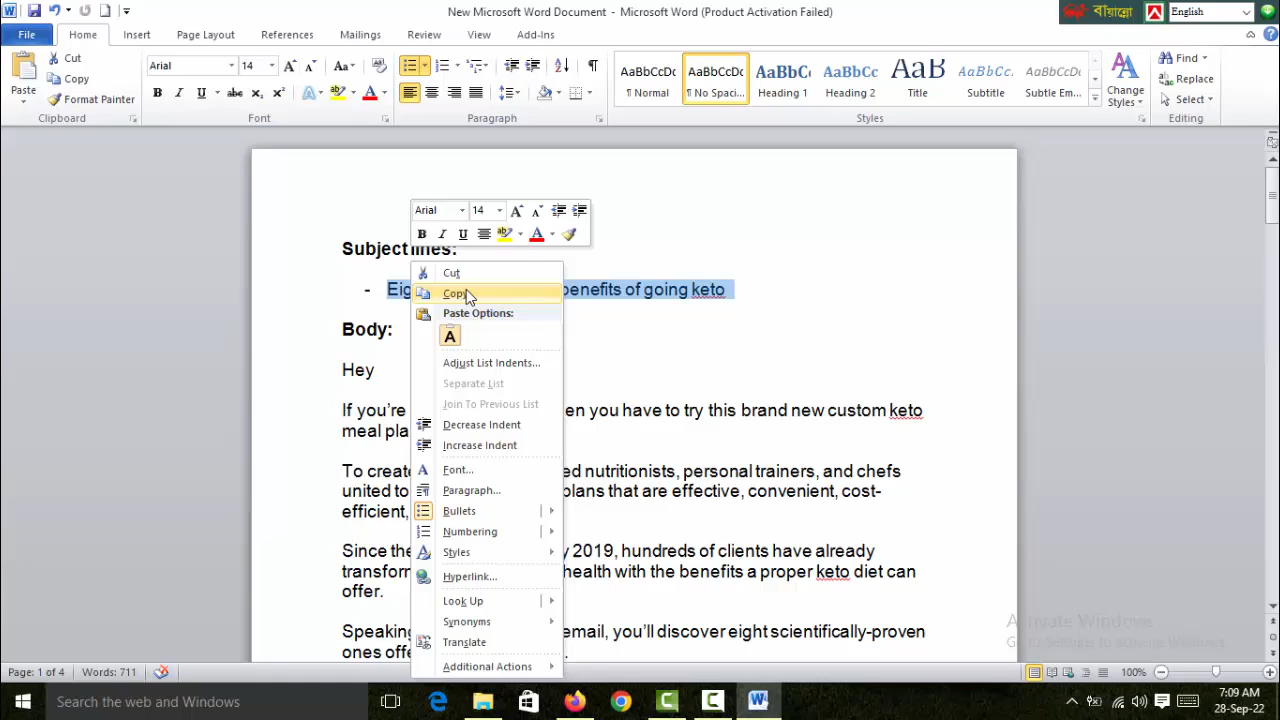 New Microsoft Word Document - Microsoft Word (Product Activation Failed)
বায়ান্নো
English
File
Home
Insert
Page Layout
References
Mailings
Review
View
Add-Ins
Paste
Cut
Copy
Format Painter
Clipboard
Arial
14
Font
Paragraph
AaBbCcDc
¶ Normal
AaBbCcDc
¶ No Spaci...
AaBbC
Heading 1
AaBbCc
Heading 2
AaB
Title
AaBbCc.
Subtitle
AaBbCcDc
Subtle Em...
Change
Styles
Styles
Find
Replace
Select
Editing
Arial
14
Subject lines:
- Eig
benefits of going keto
Body:
Hey
If you're
en you have to try this brand new custom keto
meal pla
To create
ed nutritionists, personal trainers, and chefs
united to
plans that are effective, convenient, cost-
efficient,
Since the
y 2019, hundreds of clients have already
transform
health with the benefits a proper keto diet can
offer.
Speaking
email, you'll discover eight scientifically-proven
ones offe
Cut
Copy
Paste Options:
Adjust List Indents...
Separate List
Join To Previous List
Decrease Indent
Increase Indent
Font...
Paragraph...
Bullets
Numbering
Styles
Hyperlink...
Look Up
Synonyms
Translate
Additional Actions
Activate Windows
Go to Settings to activate Windows.
Page: 1 of 4
Words: 711
100%
Search the web and Windows
7:09 AM
28-Sep-22